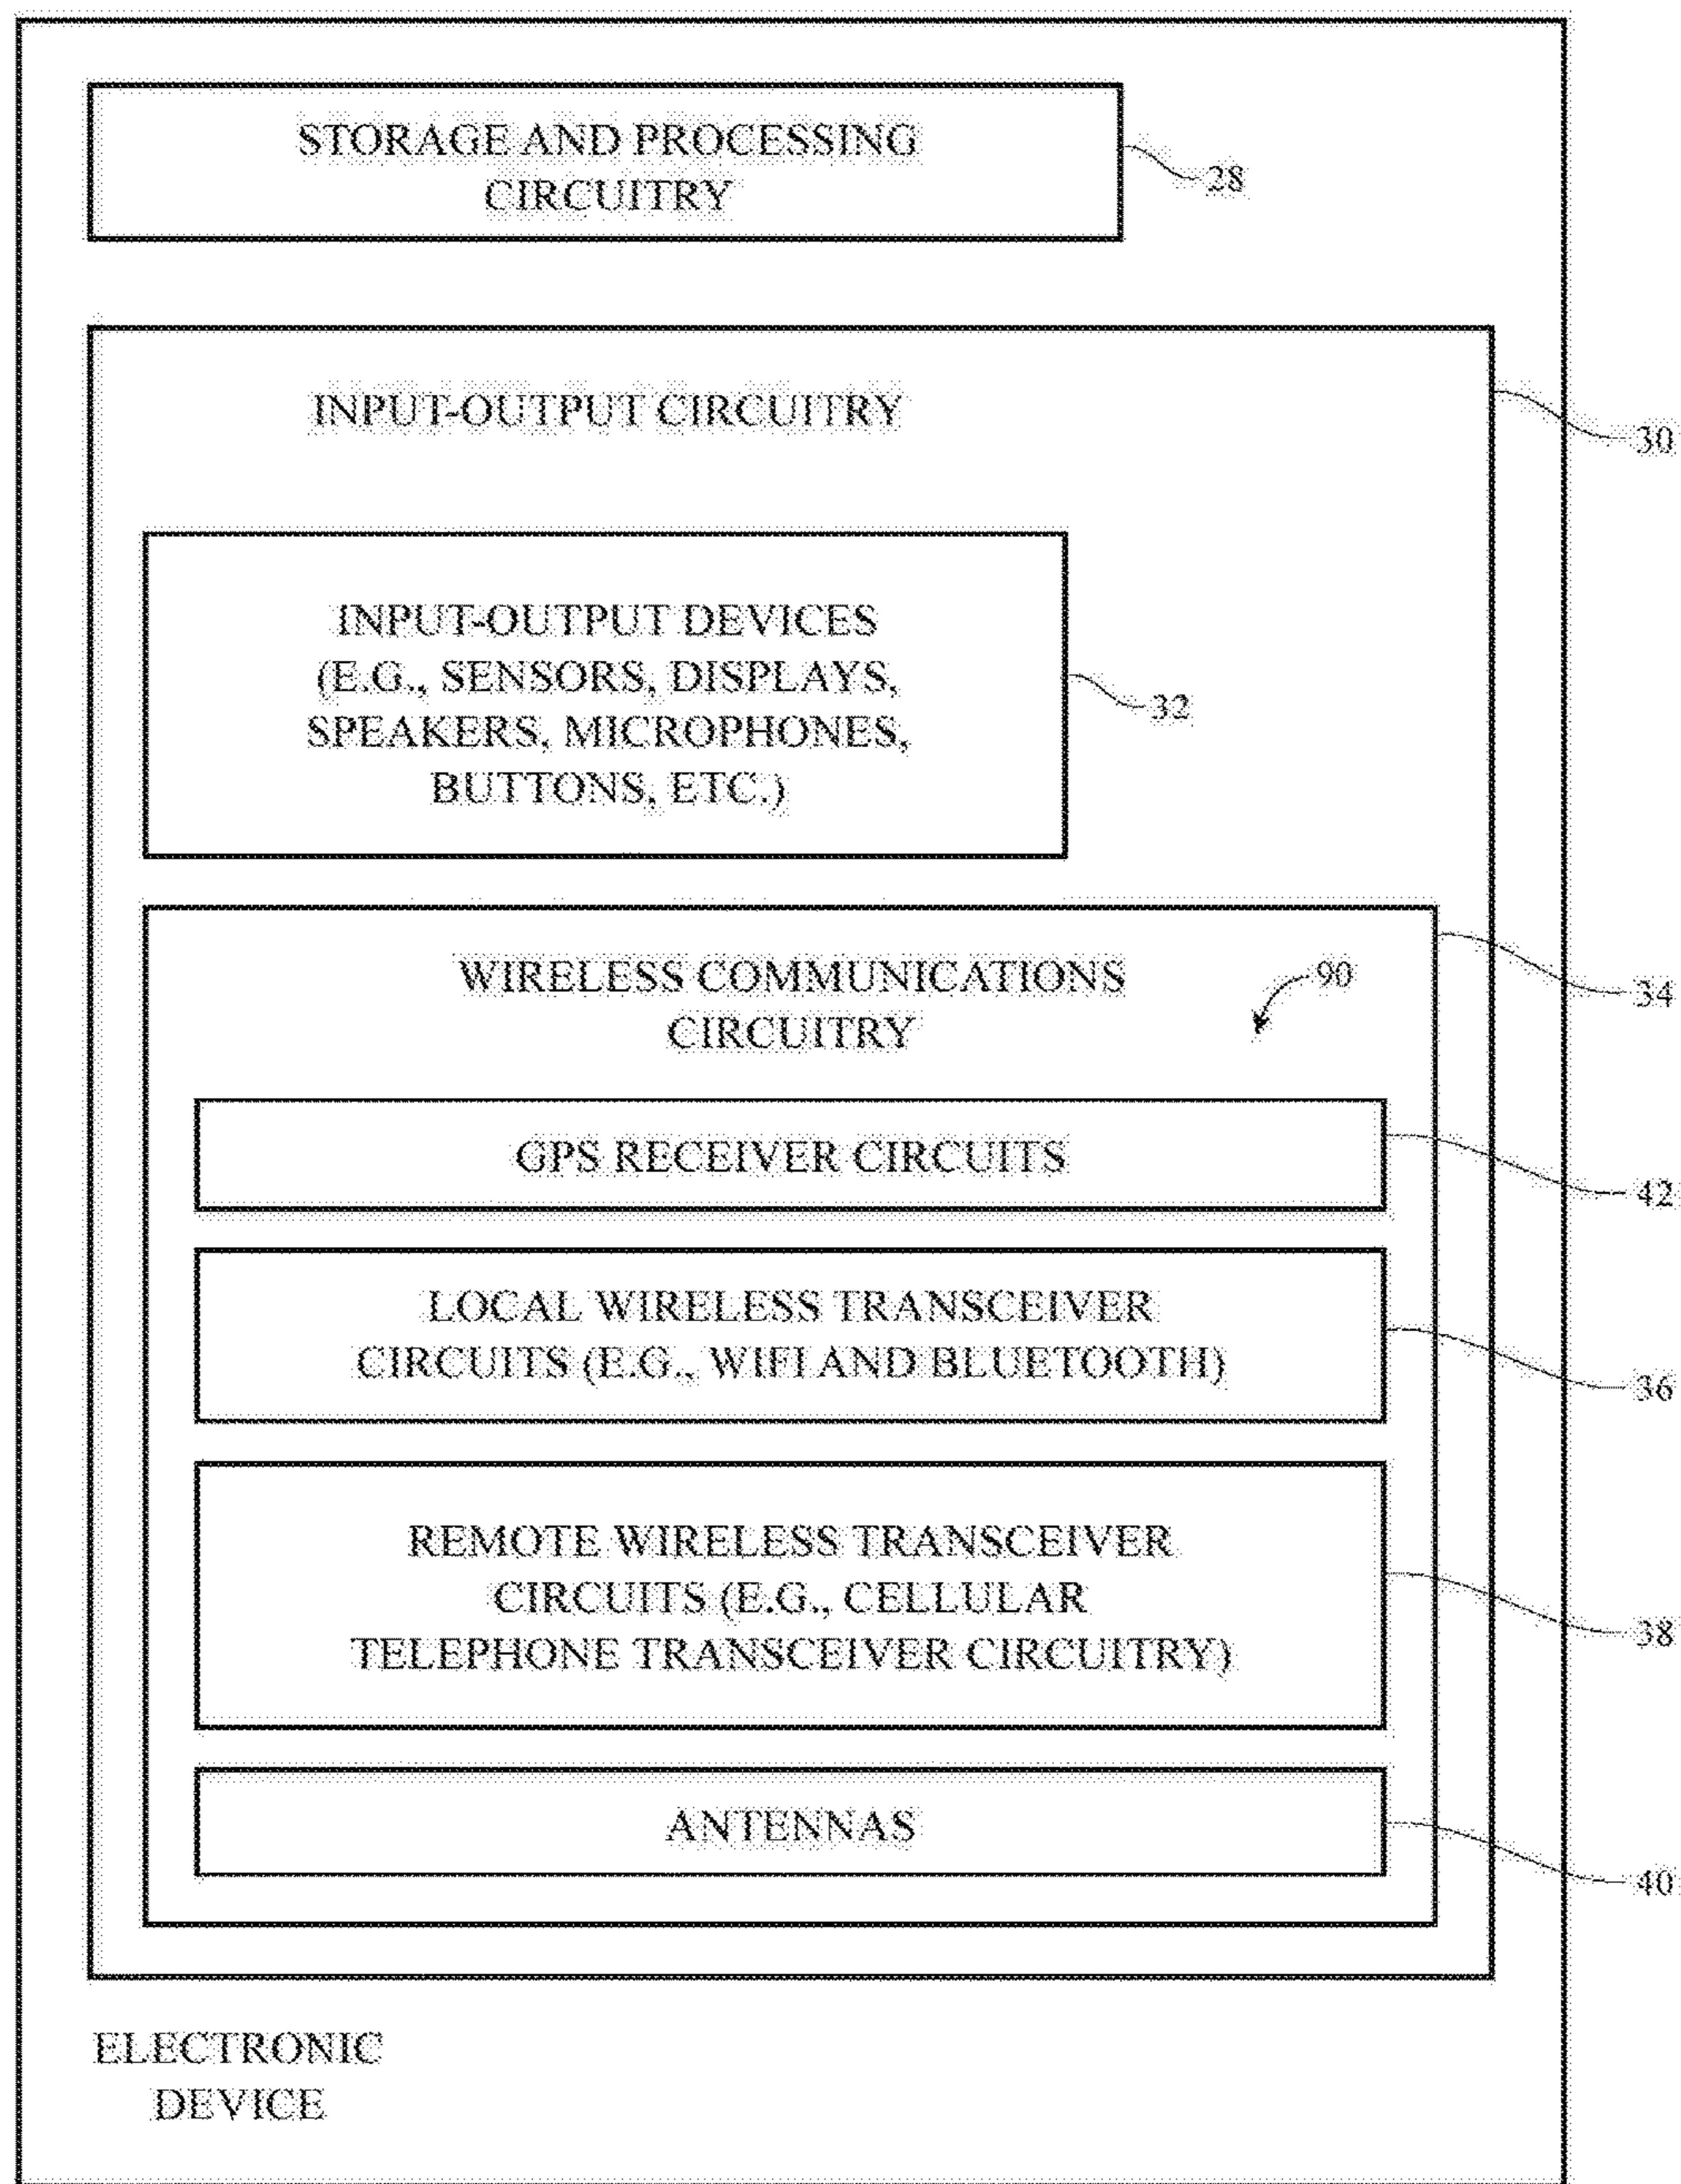 STORAGE AND PROCESSING
CIRCUITRY
28
INPUT-OUTPUT CIRCUITRY
30
INPUT-OUTPUT DEVICES
(E.G., SENSORS, DISPLAYS,
SPEAKERS, MICROPHONES,
BUTTONS, ETC.)
32
WIRELESS COMMUNICATIONS
CIRCUITRY
90
34
GPS RECEIVER CIRCUITS
42
LOCAL WIRELESS TRANSCEIVER
CIRCUITS (E.G., WIFI AND BLUETOOTH)
36
REMOTE WIRELESS TRANSCEIVER
CIRCUITS (E.G., CELLULAR
TELEPHONE TRANSCEIVER CIRCUITRY)
38
ANTENNAS
40
ELECTRONIC
DEVICE